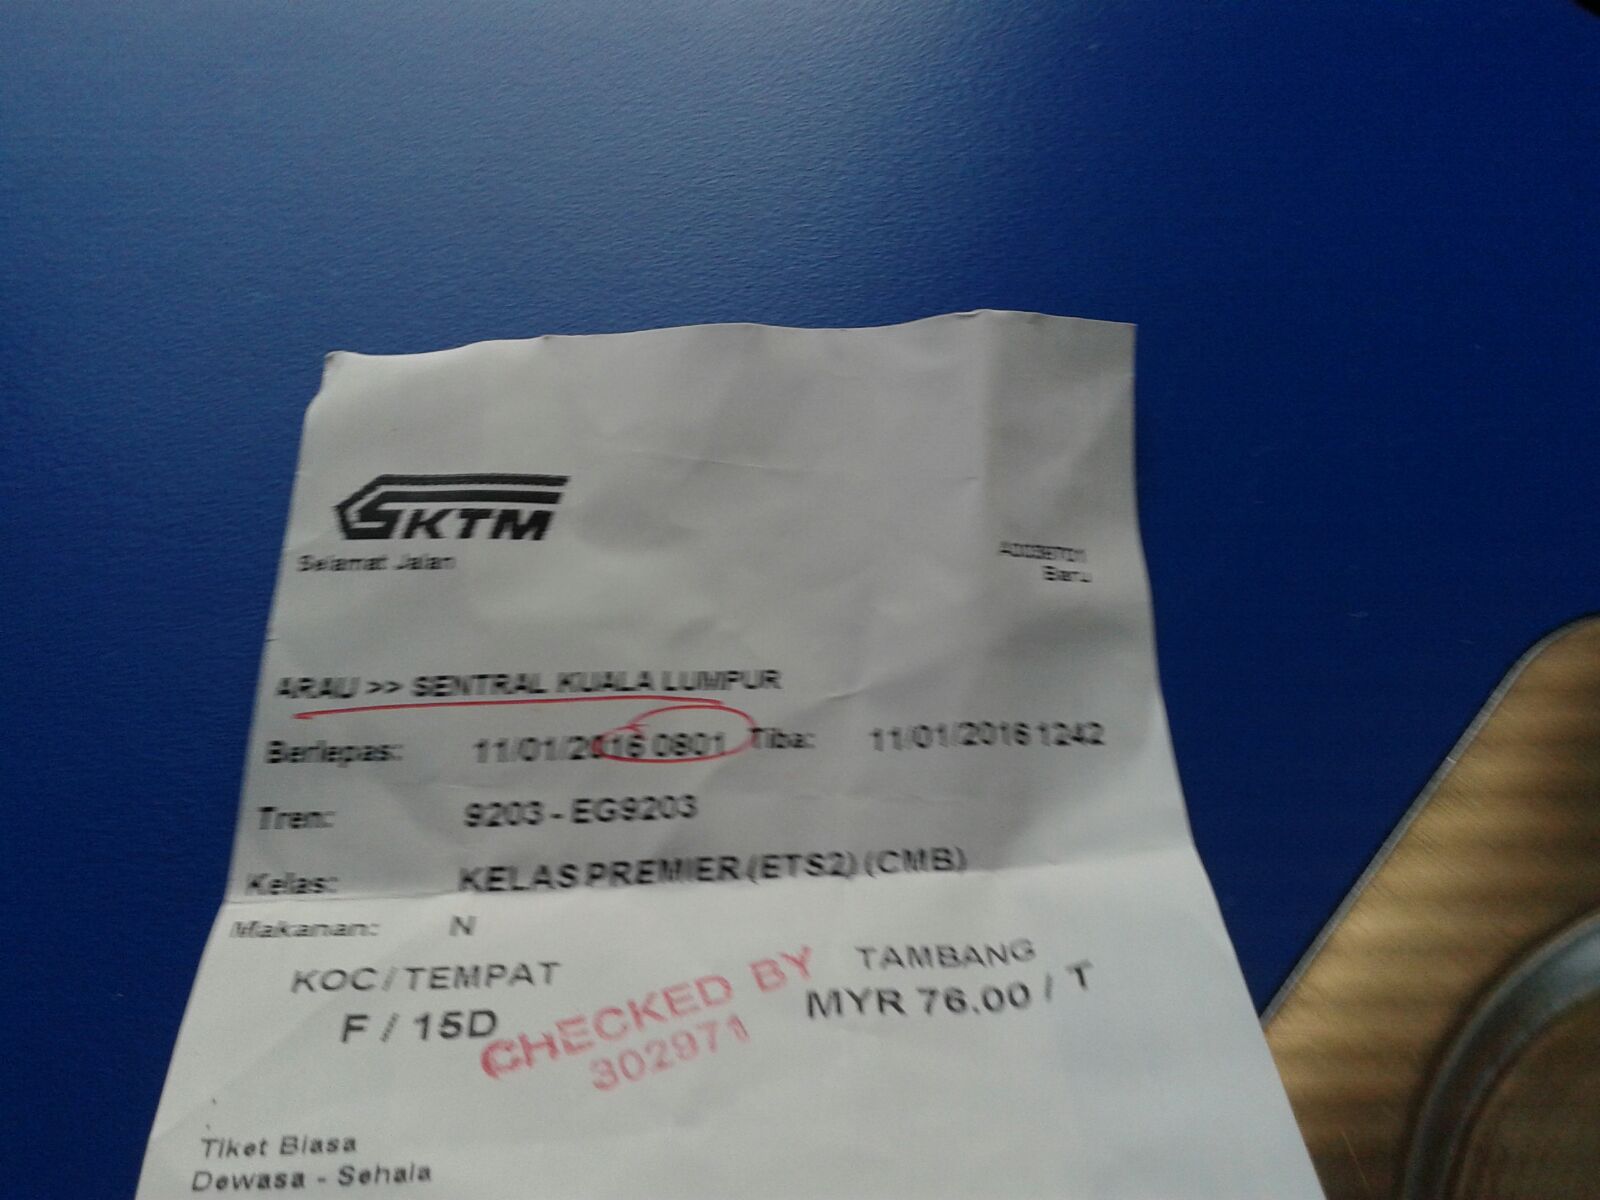 KTM
Selamat Jalan
A0039701
Baru
ARAU >> SENTRAL KUALA LUMPUR
Berlepas: 11/01/2016 0801 Tiba: 11/01/2016 1242
Tren: 9203 - EG9203
Kelas: KELAS PREMIER (ETS2) (CMB)
Makanan: N
KOC / TEMPAT TAMBANG
F / 15D MYR 76.00 / T
CHECKED BY
302971
Tiket Biasa
Dewasa - Sehala